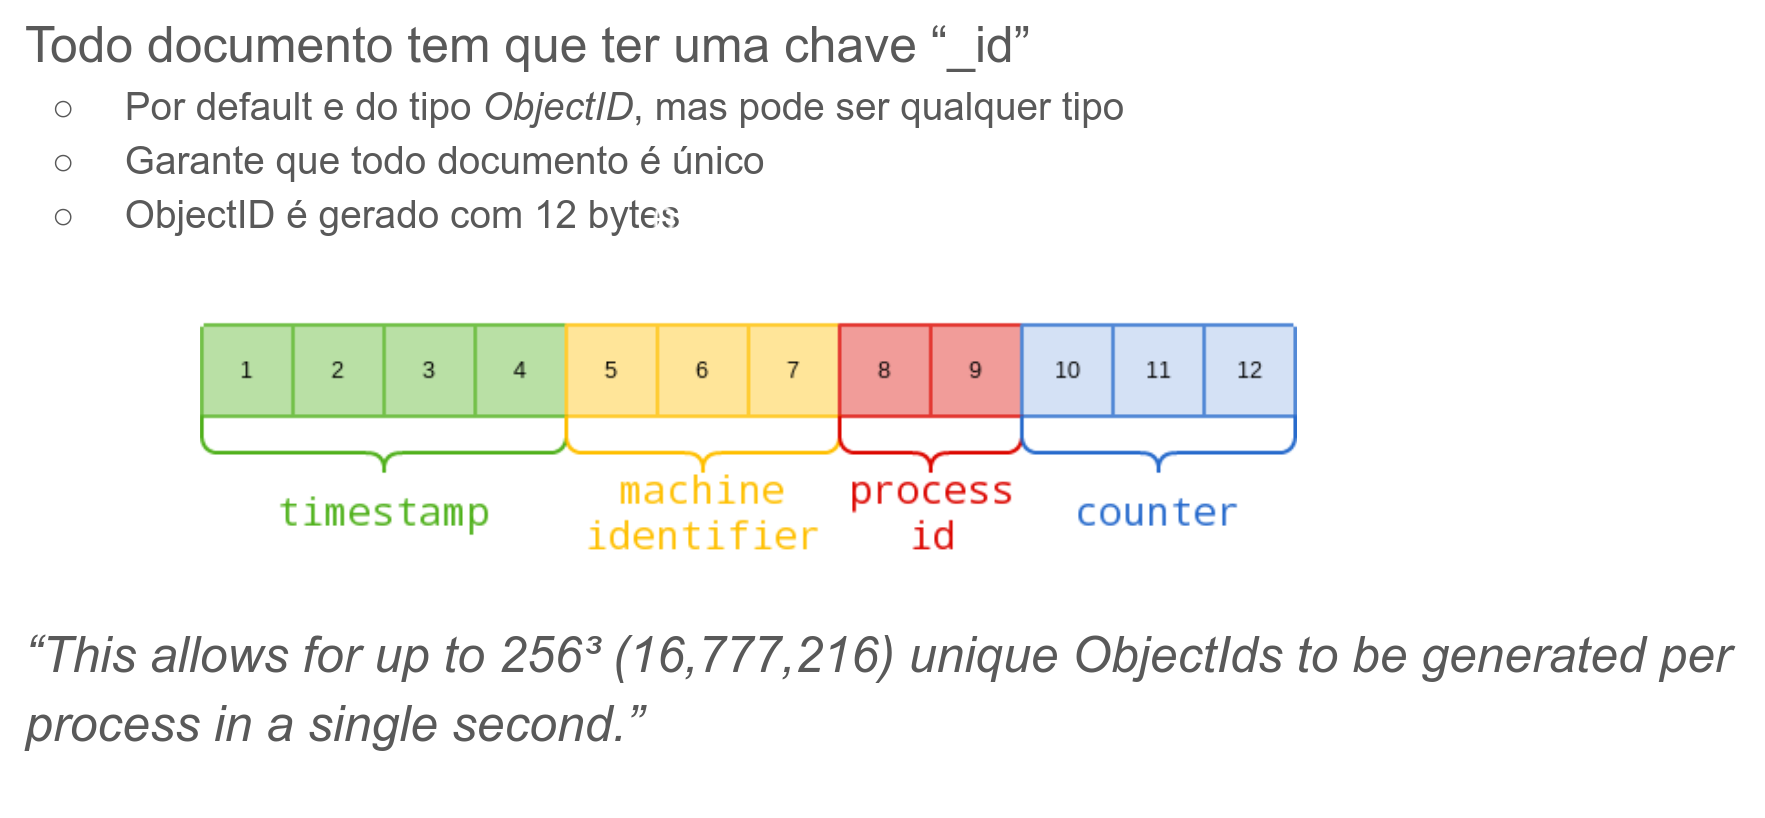 Todo documento tem que ter uma chave “_id”
○ Por default e do tipo ObjectID, mas pode ser qualquer tipo
○ Garante que todo documento é único
○ ObjectID é gerado com 12 bytes
1 2 3 4 5 6 7 8 9 10 11 12
timestamp
machine
identifier
process
id
counter
“This allows for up to 256³ (16,777,216) unique ObjectIds to be generated per
process in a single second.”